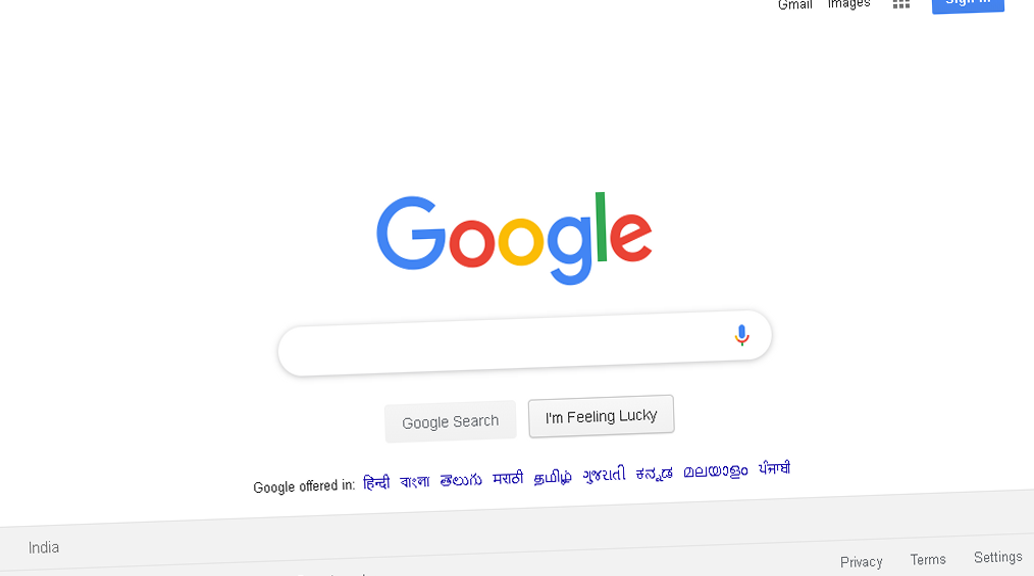 Gmail Images Sign in
Google
Google Search I'm Feeling Lucky
Google offered in: हिन्दी বাংলা తెలుగు मराठी தமிழ் ગુજરાતી ಕನ್ನಡ മലയാളം ਪੰਜਾਬੀ
India
Privacy Terms Settings